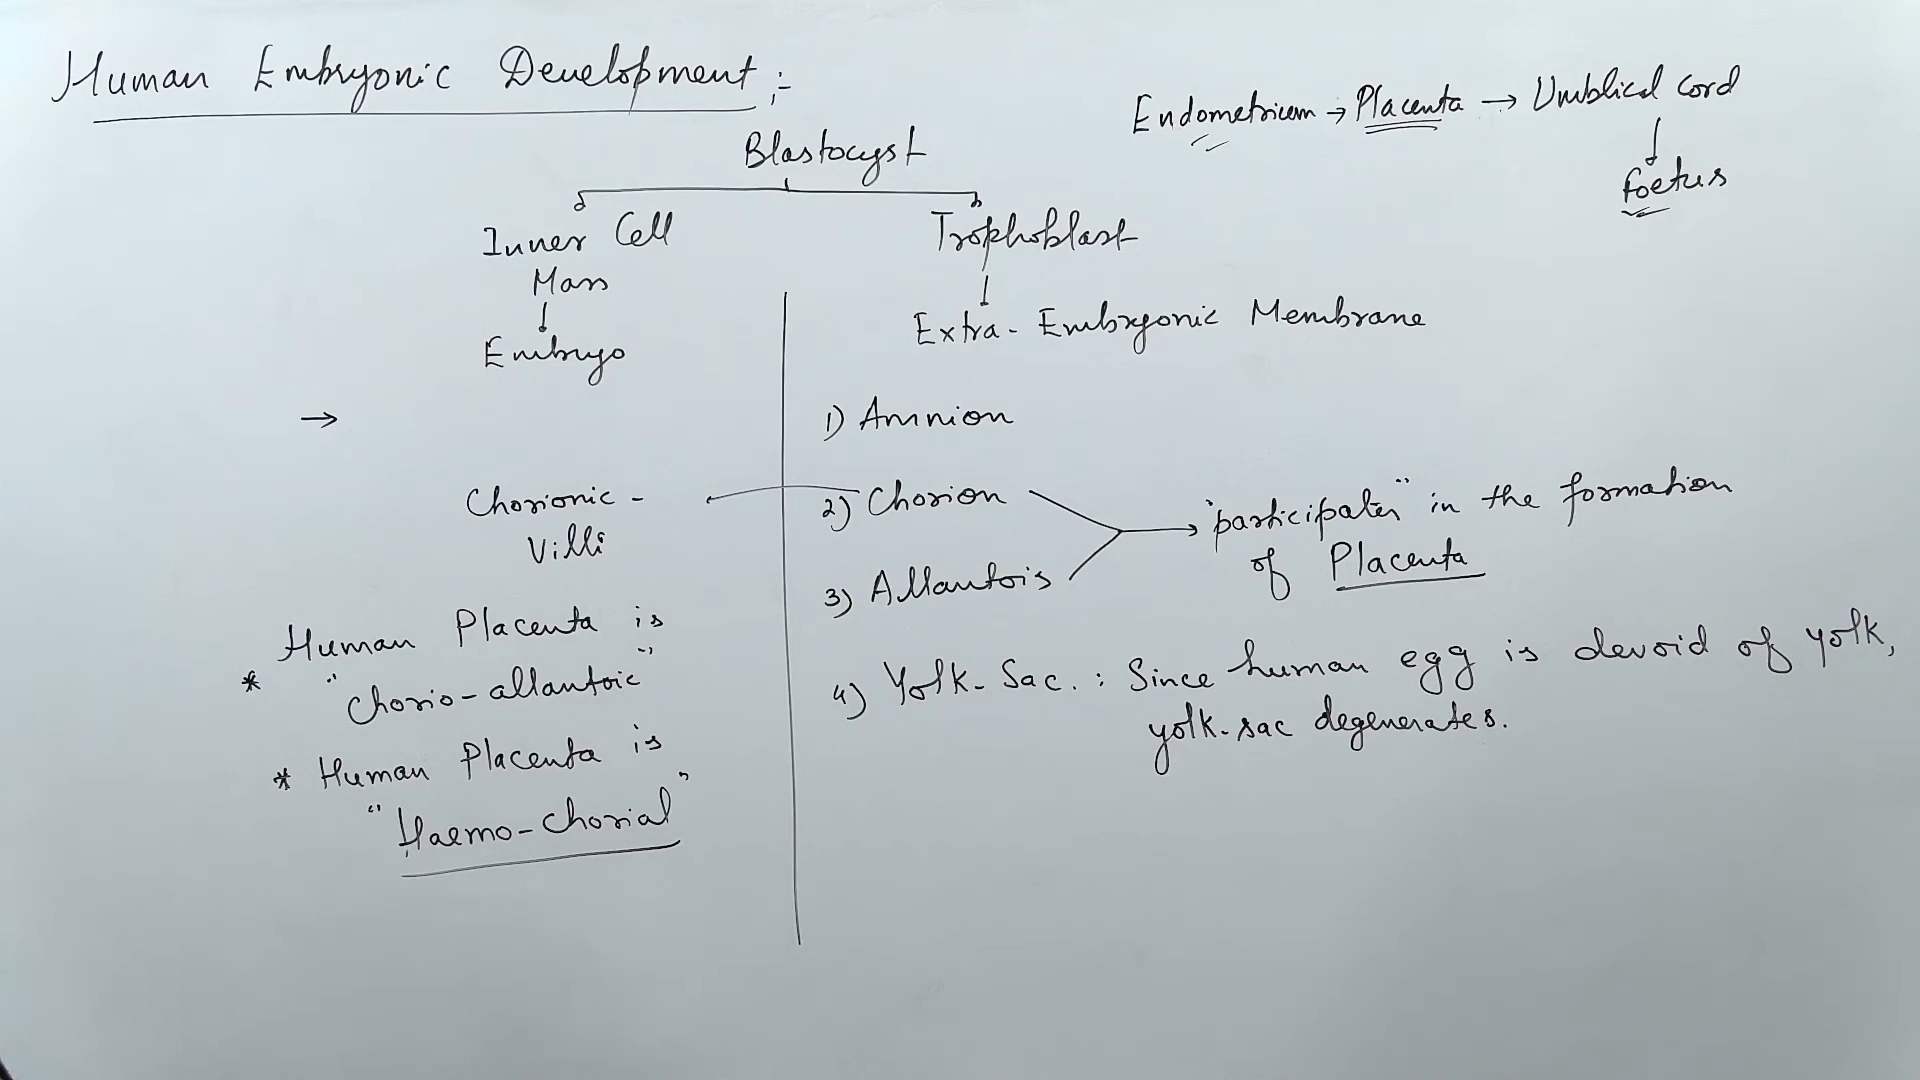 Human Embryonic Development :-
Endometrium → Placenta → Umblical Cord
Foetus
Blastocyst
Inner Cell
Mass
Embryo
Trophoblast
Extra-Embryonic Membrane
→
1) Amnion
2) Chorion
3) Allantois
"participates" in the formation
of Placenta
4) Yolk-Sac. : Since human egg is devoid of yolk,
yolk-sac degenerates.
Chorionic -
Villi
* Human Placenta is
"chorio-allantoic"
* Human Placenta is
"Haemo-chorial"